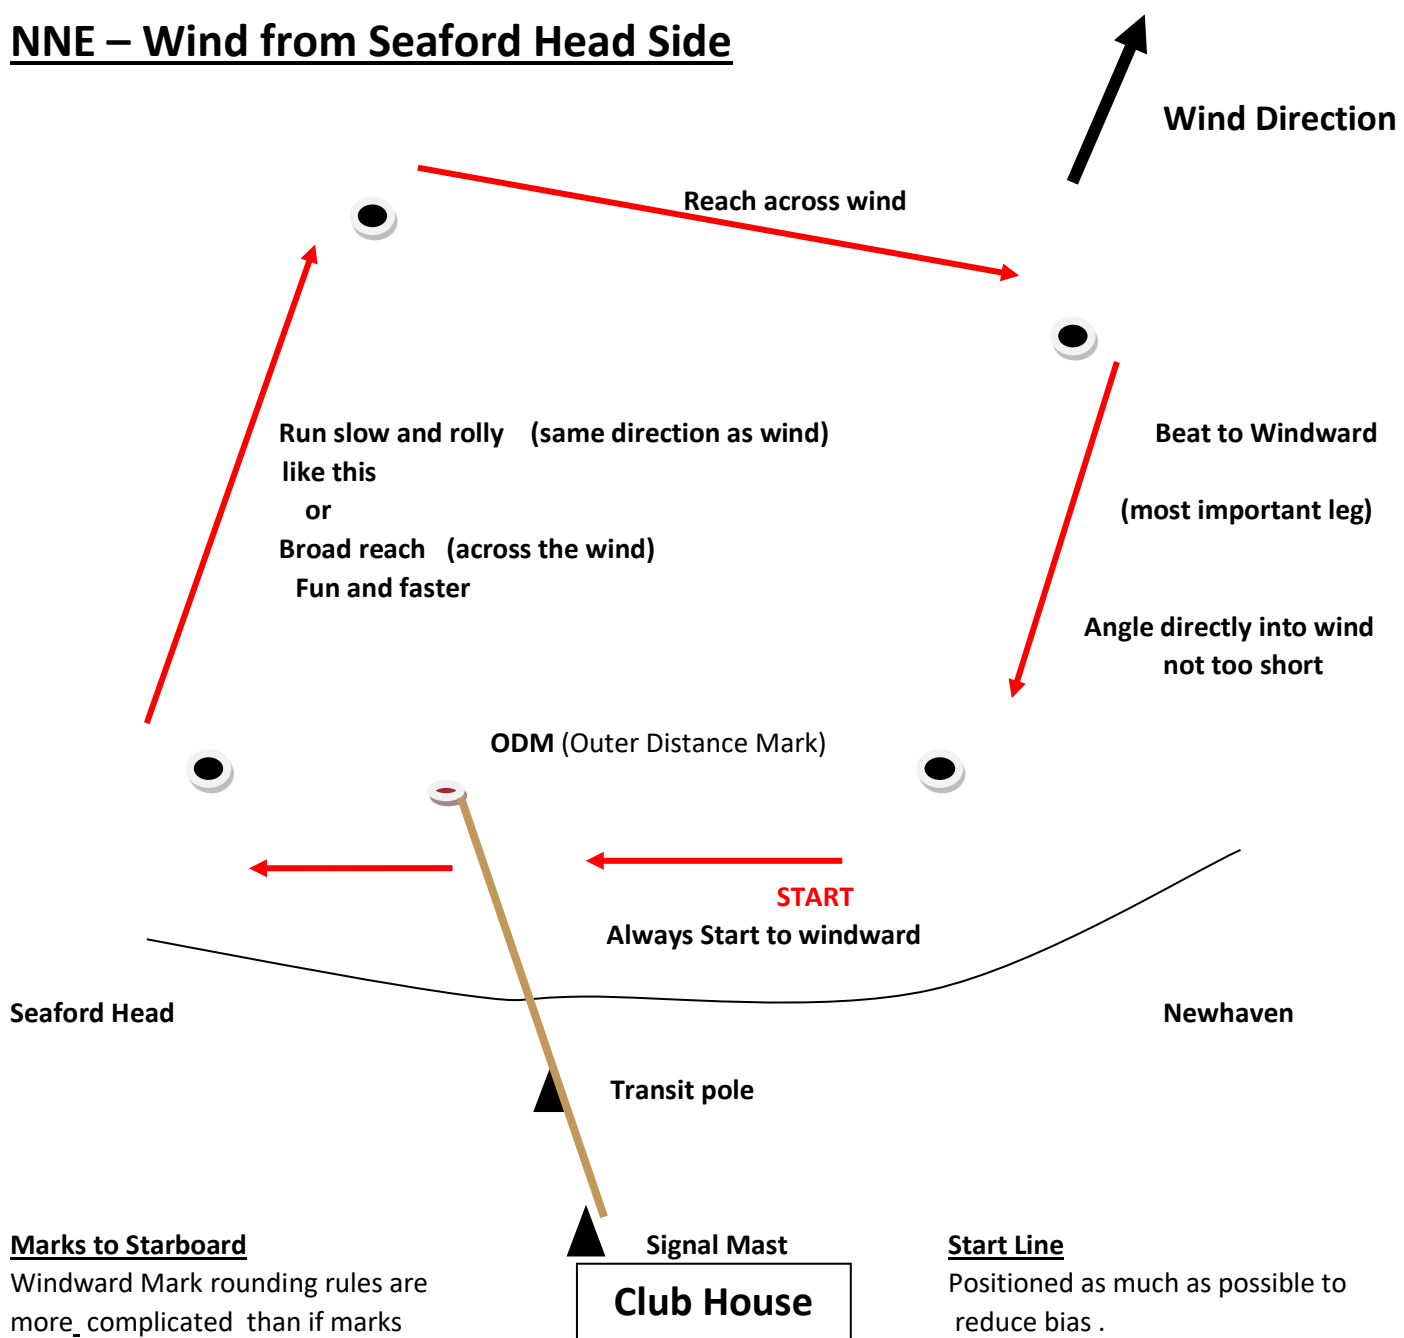 NNE – Wind from Seaford Head Side
Wind Direction
Reach across wind
Run slow and rolly (same direction as wind)
like this
or
Broad reach (across the wind)
Fun and faster
Beat to Windward
(most important leg)
Angle directly into wind
not too short
ODM (Outer Distance Mark)
START
Always Start to windward
Seaford Head
Newhaven
Transit pole
Signal Mast
Club House
Marks to Starboard
Windward Mark rounding rules are
more complicated than if marks
Start Line
Positioned as much as possible to
reduce bias .